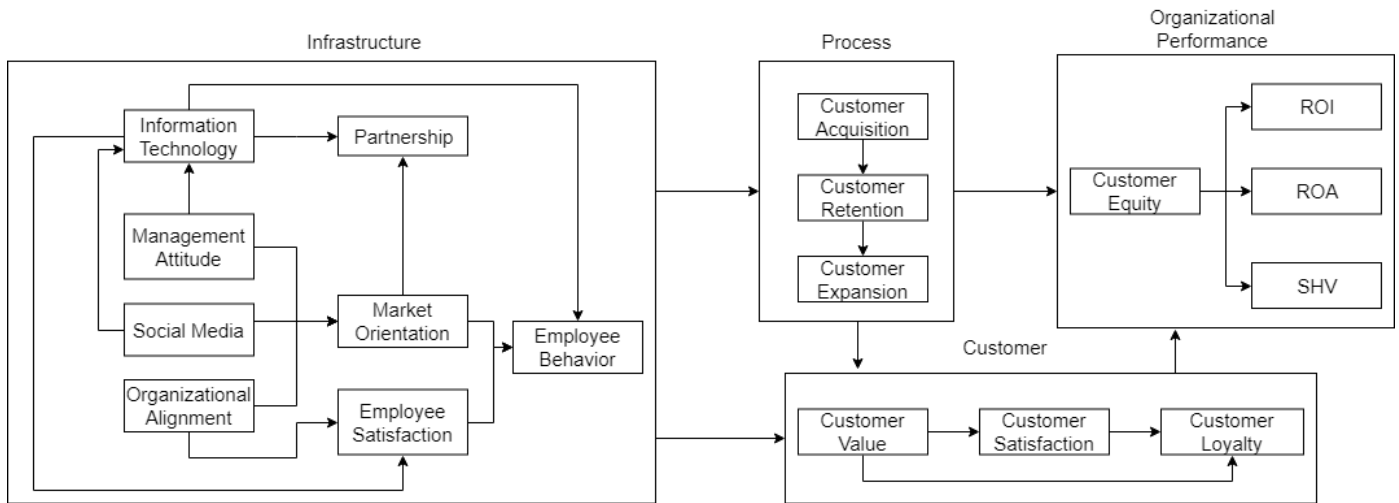 Infrastructure
Information
Technology
Partnership
Management
Attitude
Social Media
Market
Orientation
Employee
Behavior
Organizational
Alignment
Employee
Satisfaction
Process
Customer
Acquisition
Customer
Retention
Customer
Expansion
Organizational
Performance
Customer
Equity
ROI
ROA
SHV
Customer
Customer
Value
Customer
Satisfaction
Customer
Loyalty